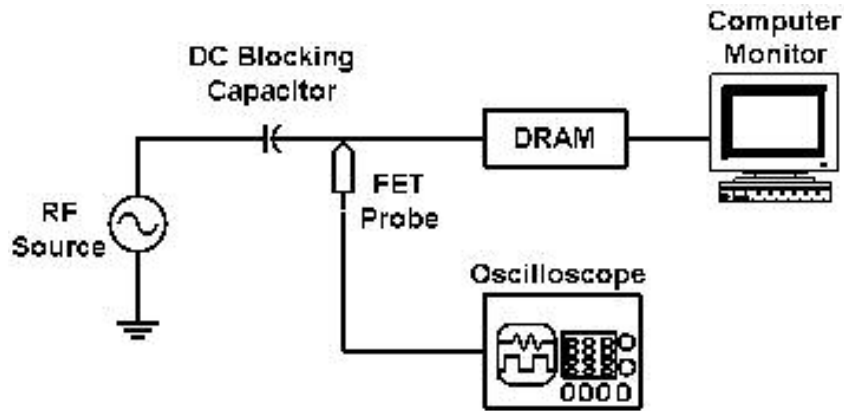 Computer
Monitor
DC Blocking
Capacitor
DRAM
FET
Probe
RF
Source
Oscilloscope